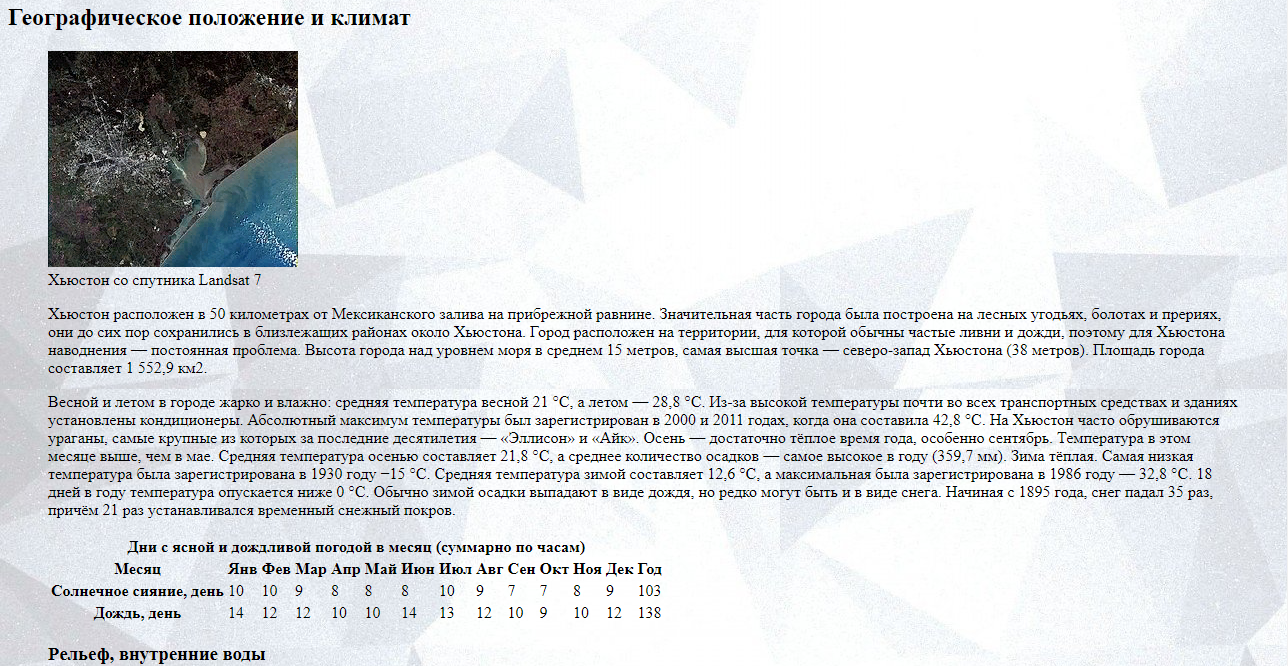 Географическое положение и климат
Хьюстон со спутника Landsat 7
Хьюстон расположен в 50 километрах от Мексиканского залива на прибрежной равнине. Значительная часть города была построена на лесных угодьях, болотах и прериях,
они до сих пор сохранились в близлежащих районах около Хьюстона. Город расположен на территории, для которой обычны частые ливни и дожди, поэтому для Хьюстона
наводнения — постоянная проблема. Высота города над уровнем моря в среднем 15 метров, самая высшая точка — северо-запад Хьюстона (38 метров). Площадь города
составляет 1 552,9 км2.
Весной и летом в городе жарко и влажно: средняя температура весной 21 °C, а летом — 28,8 °C. Из-за высокой температуры почти во всех транспортных средствах и зданиях
установлены кондиционеры. Абсолютный максимум температуры был зарегистрирован в 2000 и 2011 годах, когда она составила 42,8 °C. На Хьюстон часто обрушиваются
ураганы, самые крупные из которых за последние десятилетия — «Эллисон» и «Айк». Осень — достаточно тёплое время года, особенно сентябрь. Температура в этом
месяце выше, чем в мае. Средняя температура осенью составляет 21,8 °C, а среднее количество осадков — самое высокое в году (359,7 мм). Зима тёплая. Самая низкая
температура была зарегистрирована в 1930 году −15 °C. Средняя температура зимой составляет 12,6 °C, а максимальная была зарегистрирована в 1986 году — 32,8 °C. 18
дней в году температура опускается ниже 0 °C. Обычно зимой осадки выпадают в виде дождя, но редко могут быть и в виде снега. Начиная с 1895 года, снег падал 35 раз,
причём 21 раз устанавливался временный снежный покров.
Дни с ясной и дождливой погодой в месяц (суммарно по часам)
Месяц Янв Фев Мар Апр Май Июн Июл Авг Сен Окт Ноя Дек Год
Солнечное сияние, день 10 10 9 8 8 8 10 9 7 7 8 9 103
Дождь, день 14 12 12 10 10 14 13 12 10 9 10 12 138
Рельеф, внутренние воды